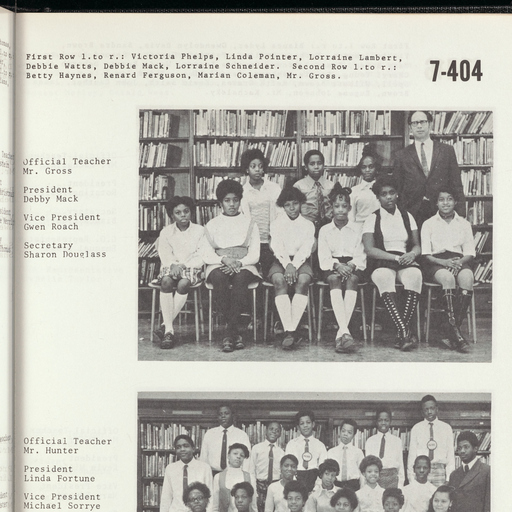 First Row l.to r.: Victoria Phelps, Linda Pointer, Lorraine Lambert,
Debbie Watts, Debbie Mack, Lorraine Schneider.  Second Row l.to r.:
Betty Haynes, Renard Ferguson, Marian Coleman, Mr. Gross.
7-404
Official Teacher
Mr. Gross
President
Debby Mack
Vice President
Gwen Roach
Secretary
Sharon Douglass
Official Teacher
Mr. Hunter
President
Linda Fortune
Vice President
Michael Sorrye